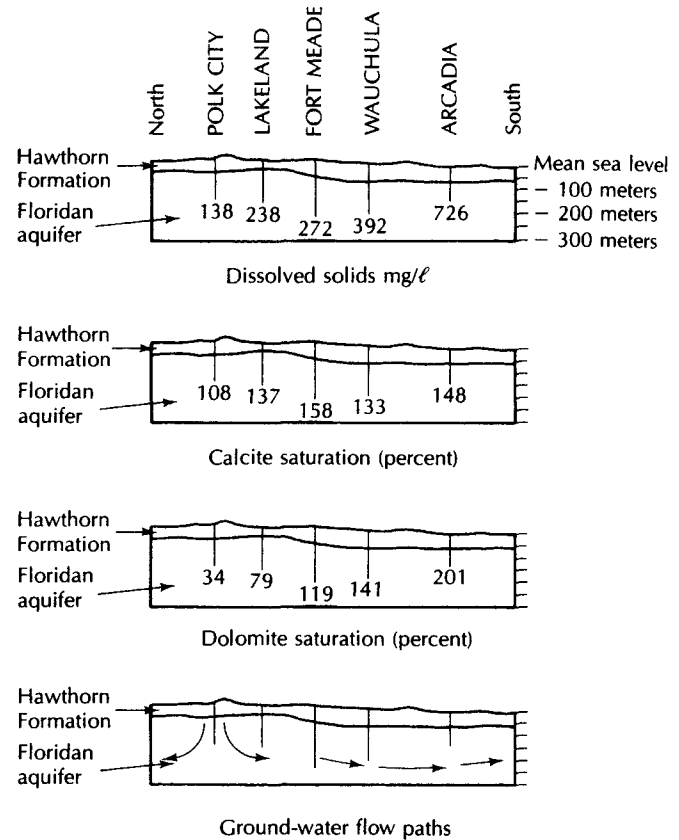 North
POLK CITY
LAKELAND
FORT MEADE
WAUCHULA
ARCADIA
South
Hawthorn
Formation
Floridan
aquifer
138
238
272
392
726
Mean sea level
— 100 meters
— 200 meters
— 300 meters
Dissolved solids mg/ℓ
Hawthorn
Formation
Floridan
aquifer
108
137
158
133
148
Calcite saturation (percent)
Hawthorn
Formation
Floridan
aquifer
34
79
119
141
201
Dolomite saturation (percent)
Hawthorn
Formation
Floridan
aquifer
Ground-water flow paths